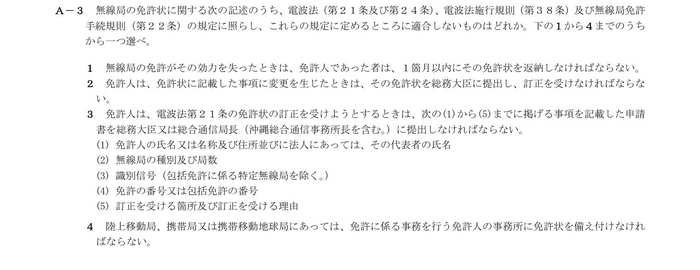 A－3 無線局の免許状に関する次の記述のうち、電波法（第２１条及び第２４条）、電波法施行規則（第３８条）及び無線局免許
手続規則（第２２条）の規定に照らし、これらの規定に定めるところに適合しないものはどれか。下の１から４までのうち
から一つ選べ。
1 無線局の免許がその効力を失ったときは、免許人であった者は、１箇月以内にその免許状を返納しなければならない。
2 免許人は、免許状に記載した事項に変更を生じたときは、その免許状を総務大臣に提出し、訂正を受けなければならな
い。
3 免許人は、電波法第２１条の免許状の訂正を受けようとするときは、次の(1)から(5)までに掲げる事項を記載した申請
書を総務大臣又は総合通信局長（沖縄総合通信事務所長を含む。）に提出しなければならない。
(1) 免許人の氏名又は名称及び住所並びに法人にあっては、その代表者の氏名
(2) 無線局の種別及び局数
(3) 識別信号（包括免許に係る特定無線局を除く。）
(4) 免許の番号又は包括免許の番号
(5) 訂正を受ける箇所及び訂正を受ける理由
4 陸上移動局、携帯局又は携帯移動地球局にあっては、免許に係る事務を行う免許人の事務所に免許状を備え付けなけれ
ばならない。